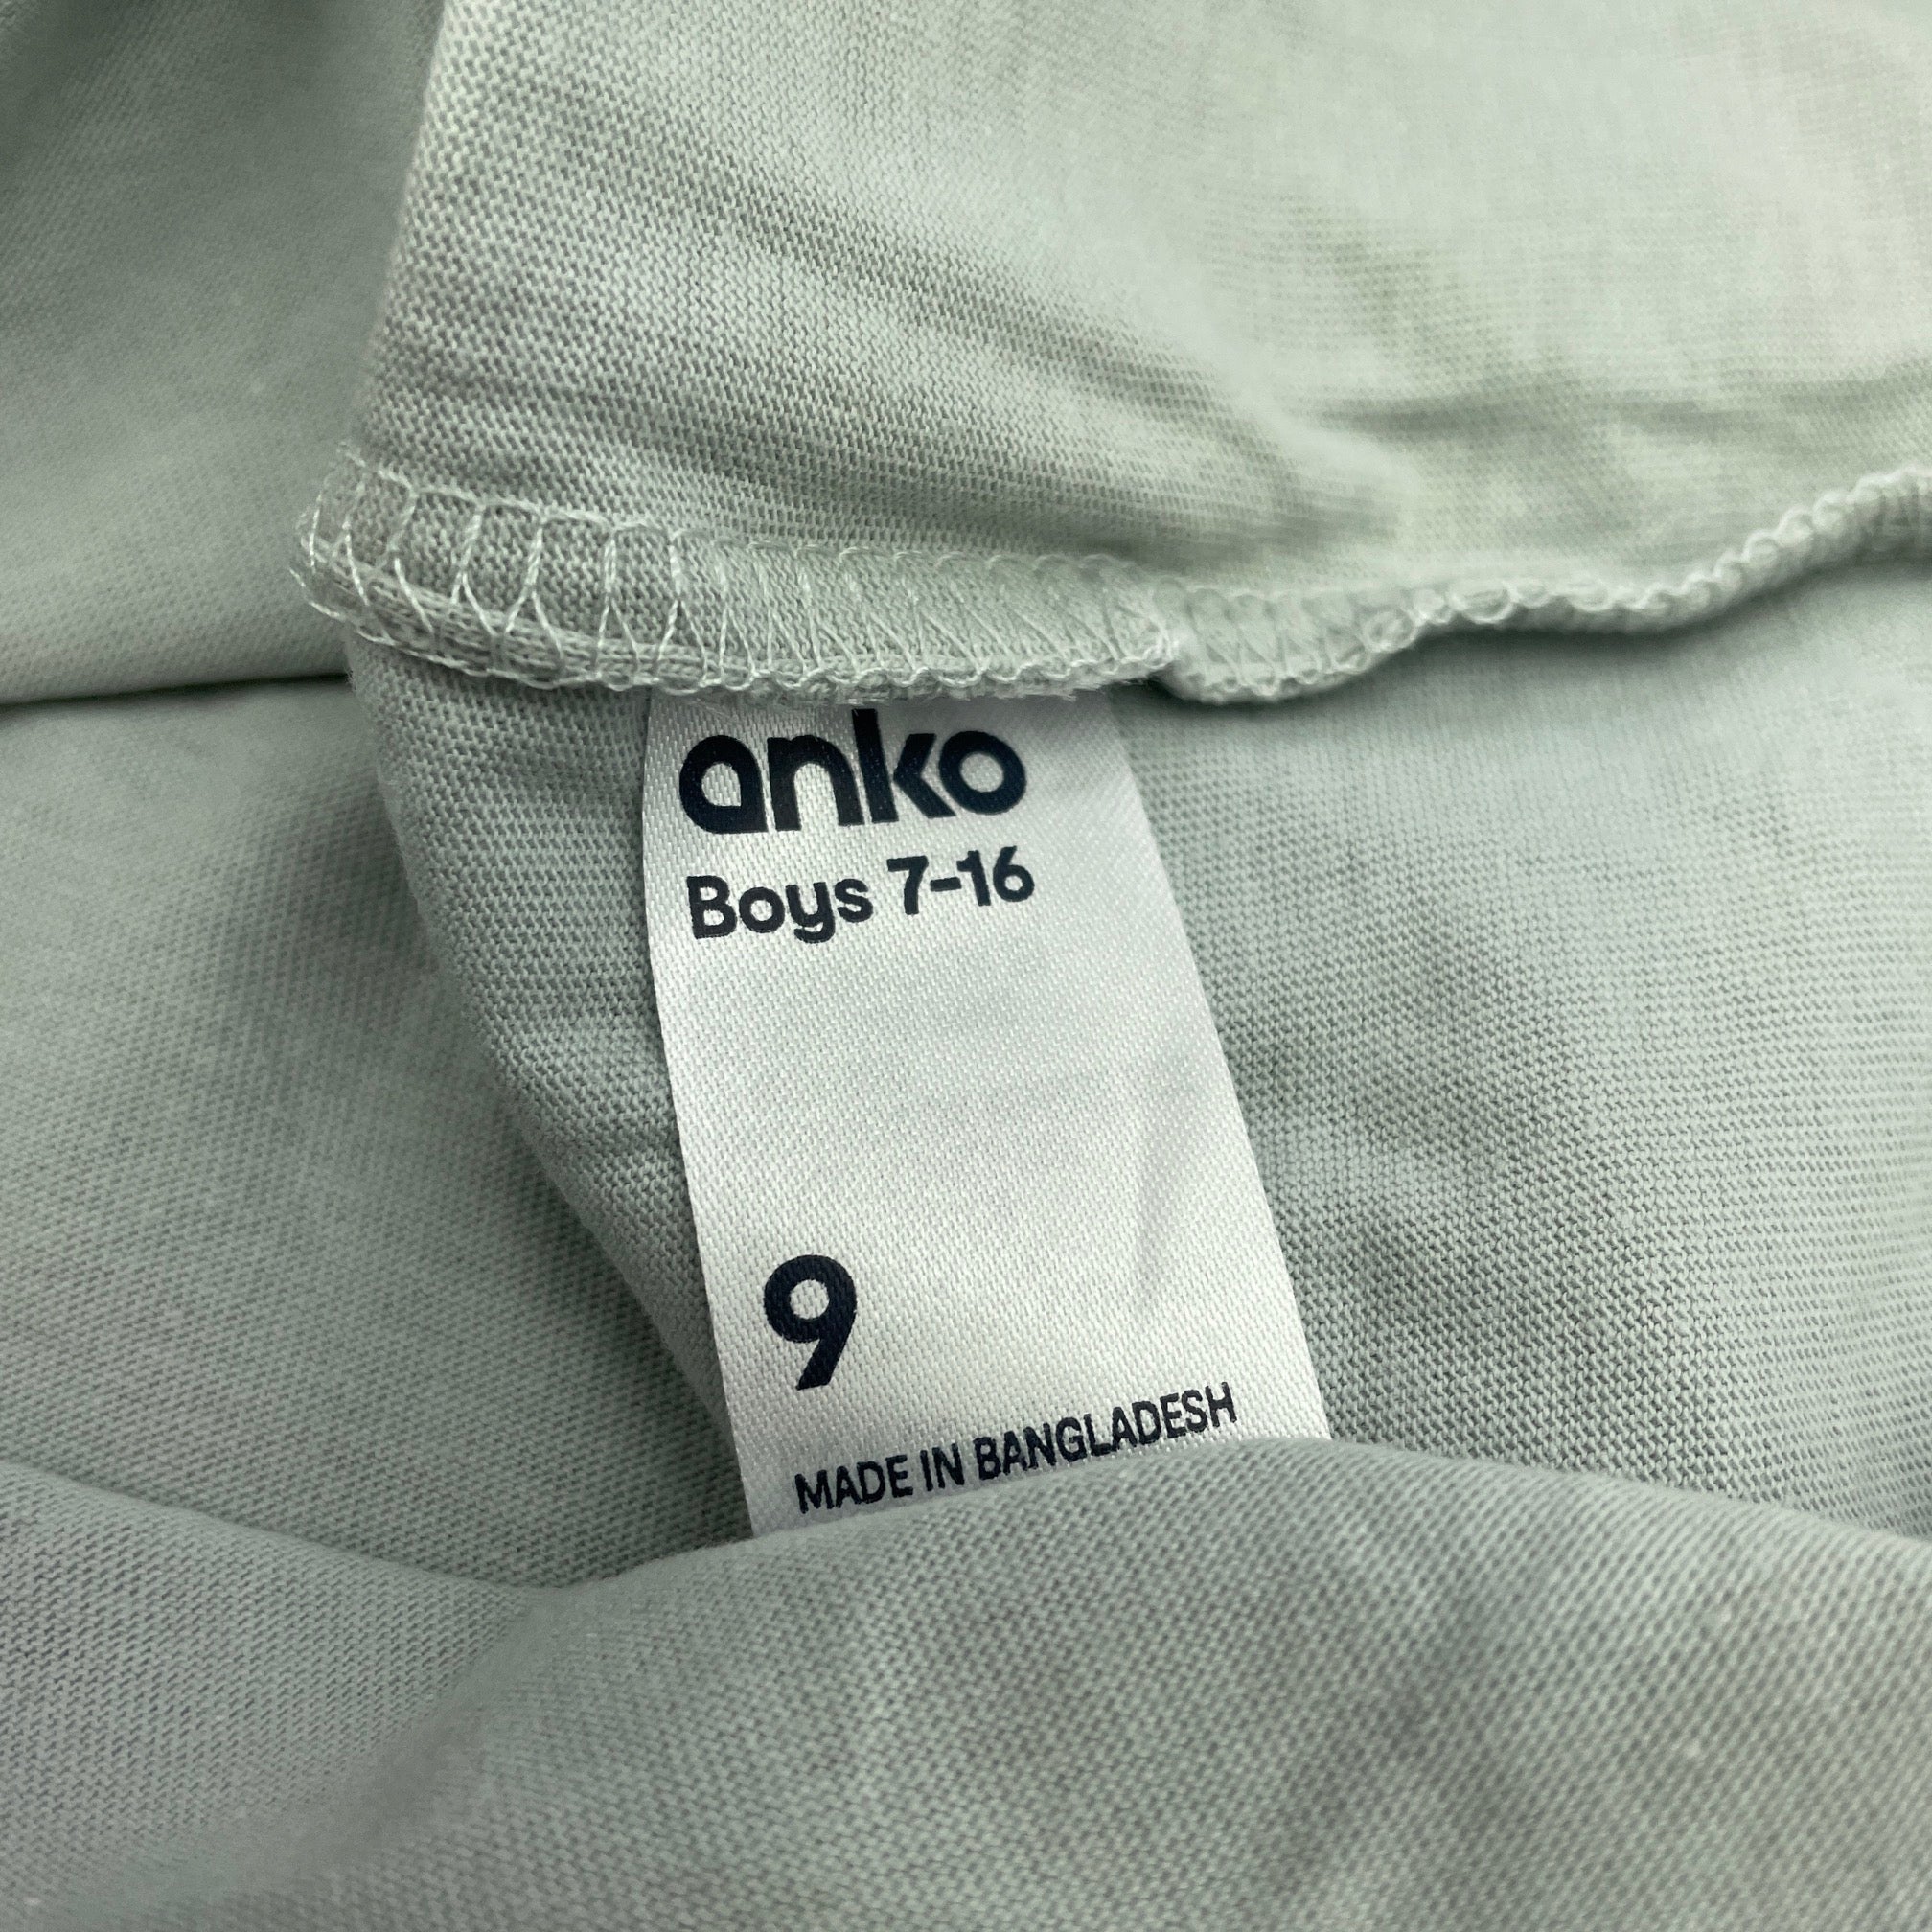 anko
Boys 7-16
9
MADE IN BANGLADESH